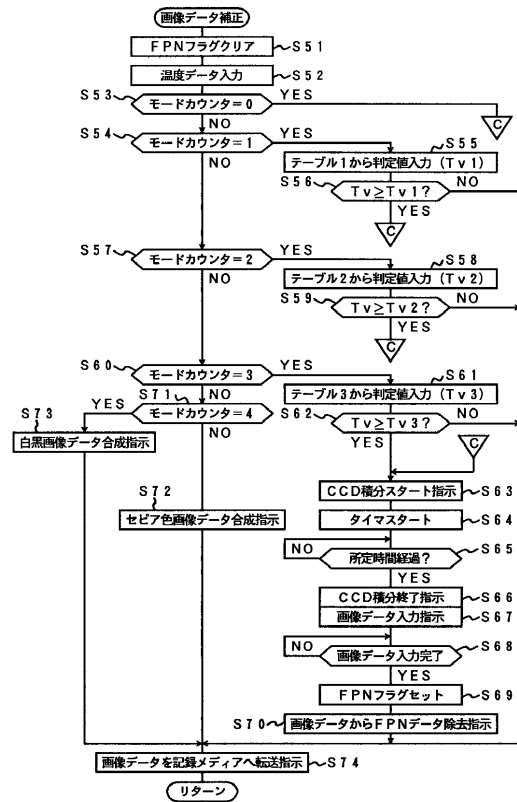 画像データ補正
FPNフラグクリア S51
温度データ入力 S52
S53 モードカウンタ=0 YES
NO
C
S54 モードカウンタ=1 YES
NO
S55
テーブル1から判定値入力 (Tv1)
S56 Tv≥Tv1? NO
YES
C
S57 モードカウンタ=2 YES
NO
S58
テーブル2から判定値入力 (Tv2)
S59 Tv≥Tv2? NO
YES
C
S60 モードカウンタ=3 YES
NO
S61
テーブル3から判定値入力 (Tv3)
S62 Tv≥Tv3? NO
YES
C
S71 モードカウンタ=4
YES
NO
S73
白黒画像データ合成指示
S72
セピア色画像データ合成指示
CCD積分スタート指示 S63
タイマスタート S64
NO 所定時間経過? S65
YES
CCD積分終了指示 S66
画像データ入力指示 S67
NO 画像データ入力完了 S68
YES
FPNフラグセット S69
S70 画像データからFPNデータ除去指示
画像データを記録メディアへ転送指示 S74
リターン